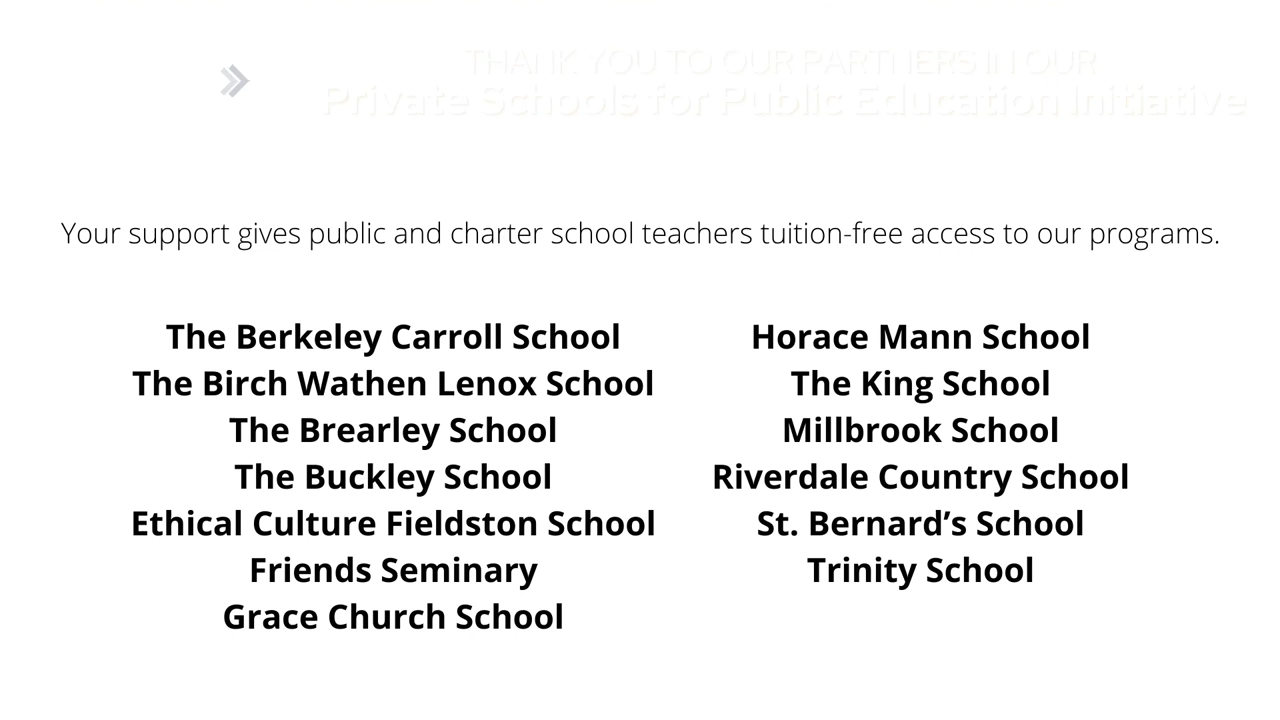 THANK YOU TO OUR PARTNERS IN OUR
Private Schools for Public Education Initiative
Your support gives public and charter school teachers tuition-free access to our programs.
The Berkeley Carroll School
The Birch Wathen Lenox School
The Brearley School
The Buckley School
Ethical Culture Fieldston School
Friends Seminary
Grace Church School
Horace Mann School
The King School
Millbrook School
Riverdale Country School
St. Bernard’s School
Trinity School